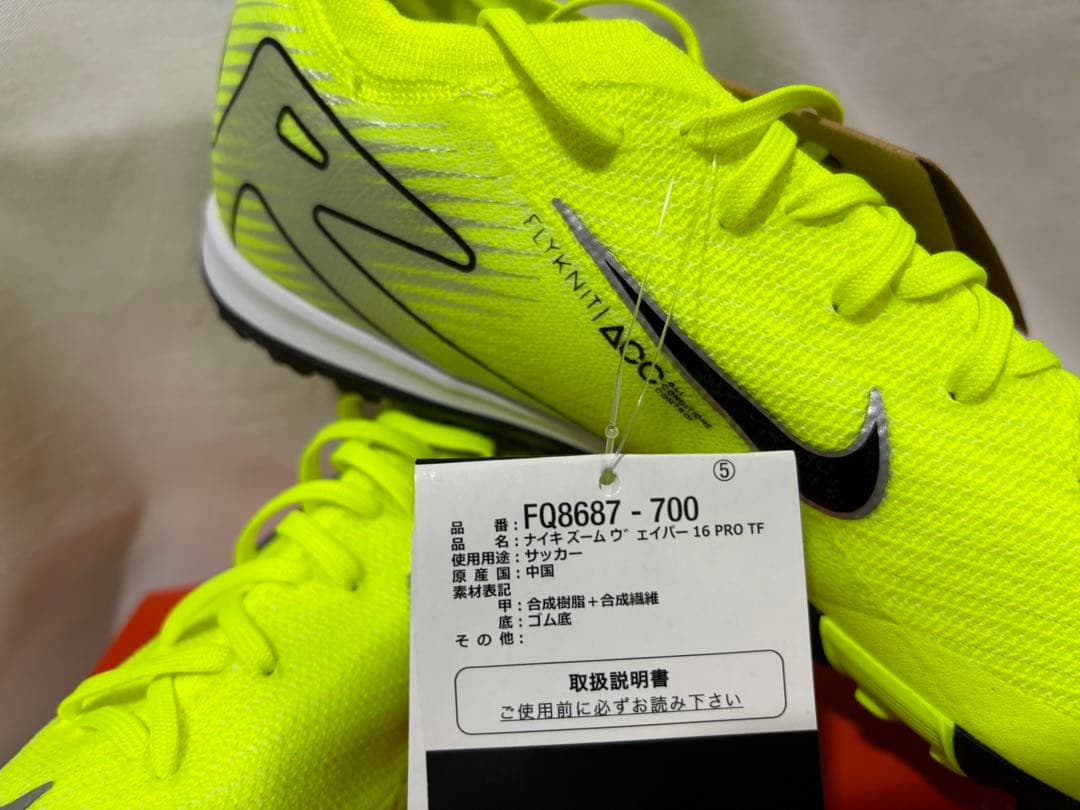 FLYKNIT | ACC
ALL
CONDITIONS
CONTROL
⑤
品 番：FQ8687 - 700
品 名：ナイキ ズーム ヴェイパー 16 PRO TF
使用用途：サッカー
原 産 国：中国
素材表記
甲：合成樹脂＋合成繊維
底：ゴム底
そ の 他：
取扱説明書
ご使用前に必ずお読み下さい